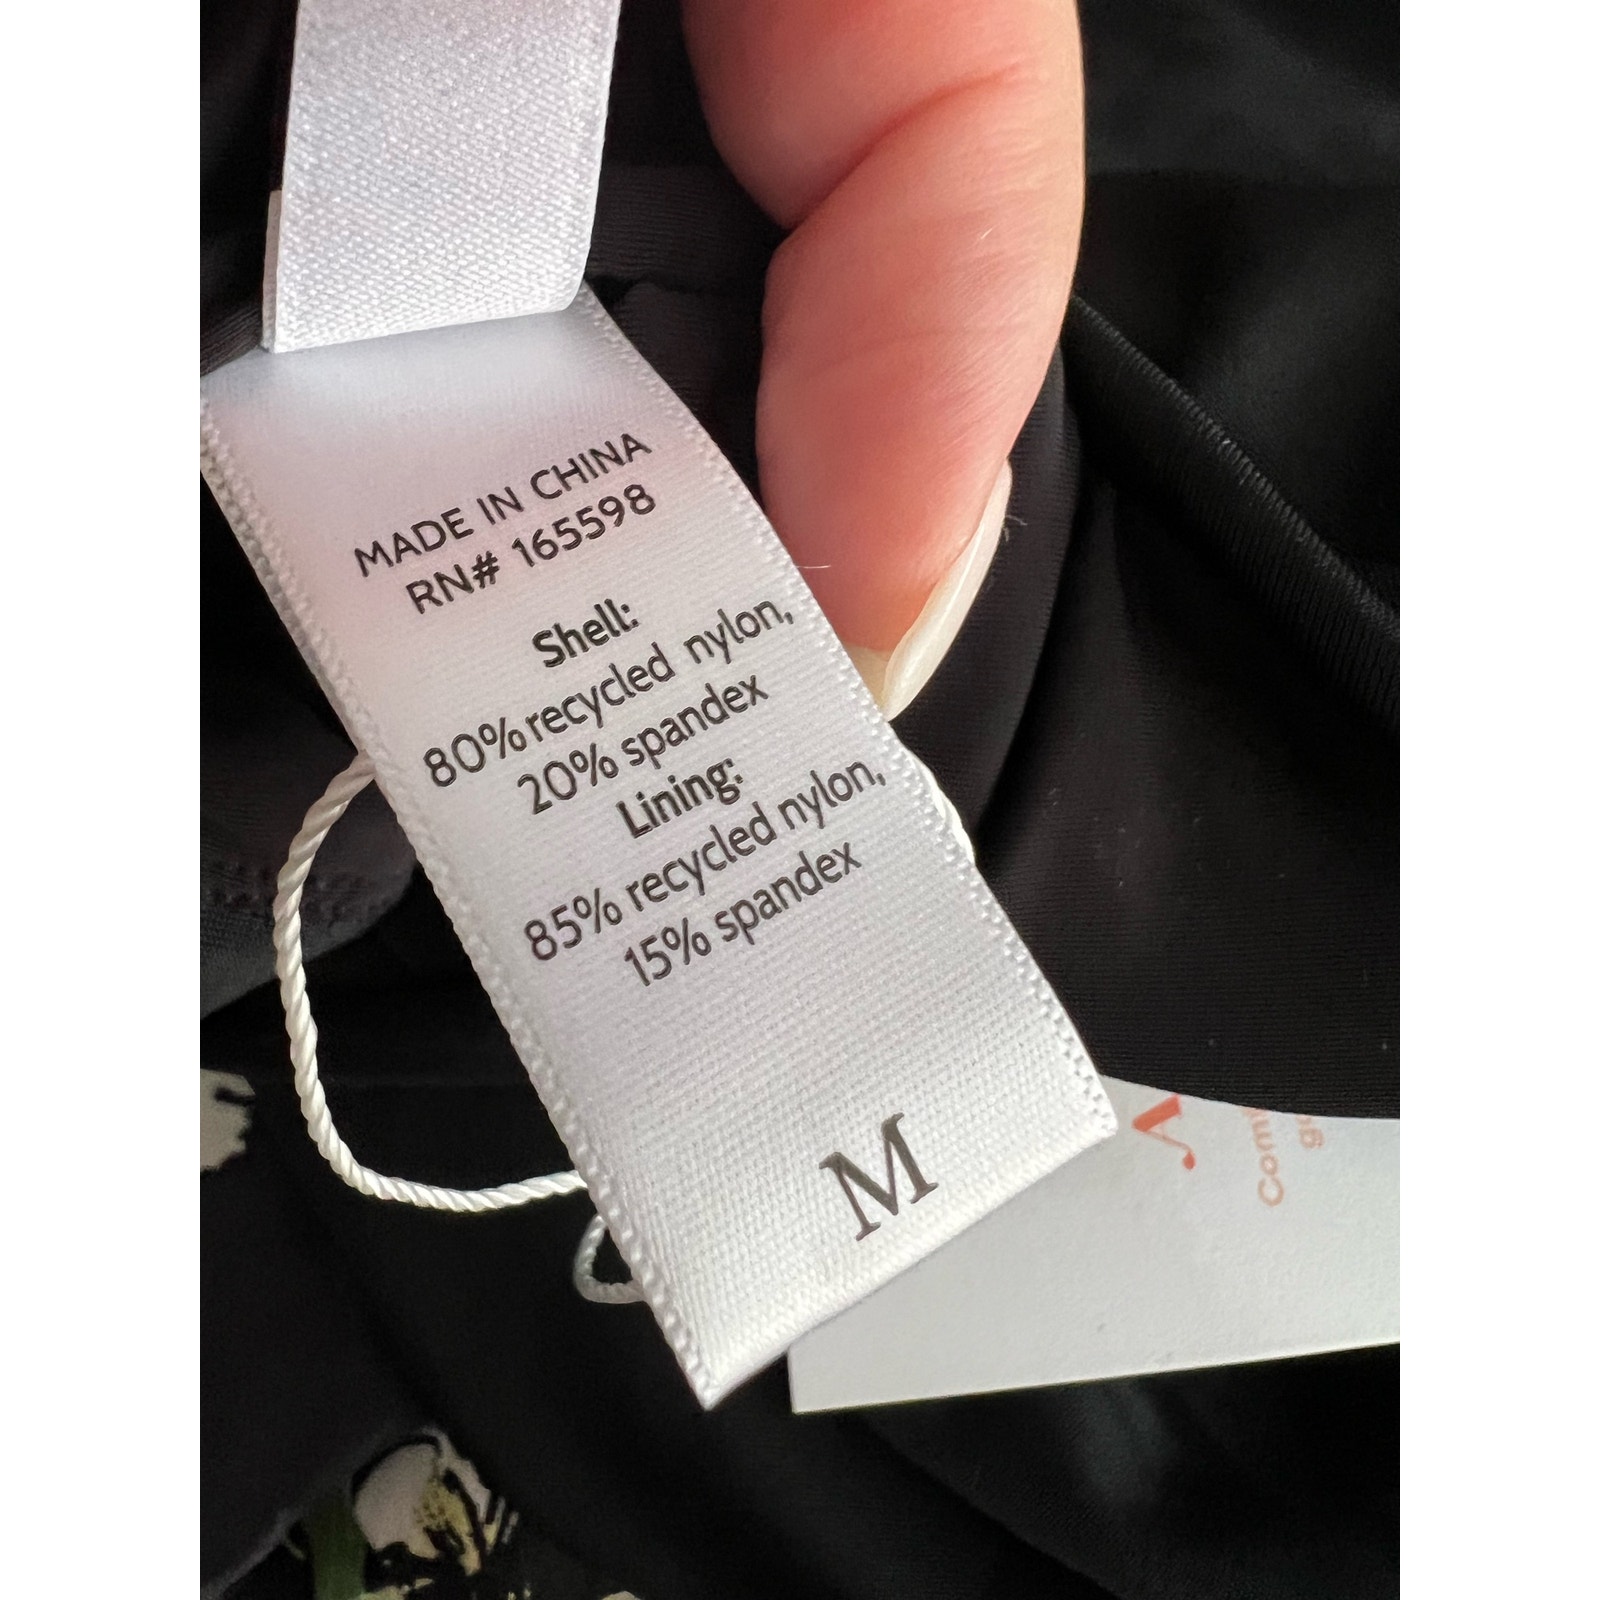 MADE IN CHINA
RN# 165598
Shell:
80% recycled nylon,
20% spandex
Lining:
85% recycled nylon,
15% spandex
M
A